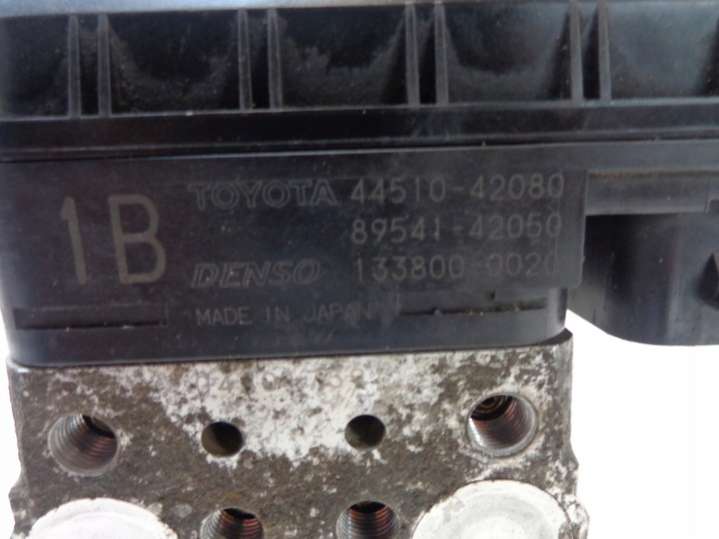 1B
TOYOTA 44510-42080
89541-42050
DENSO 133800-0020
MADE IN JAPAN